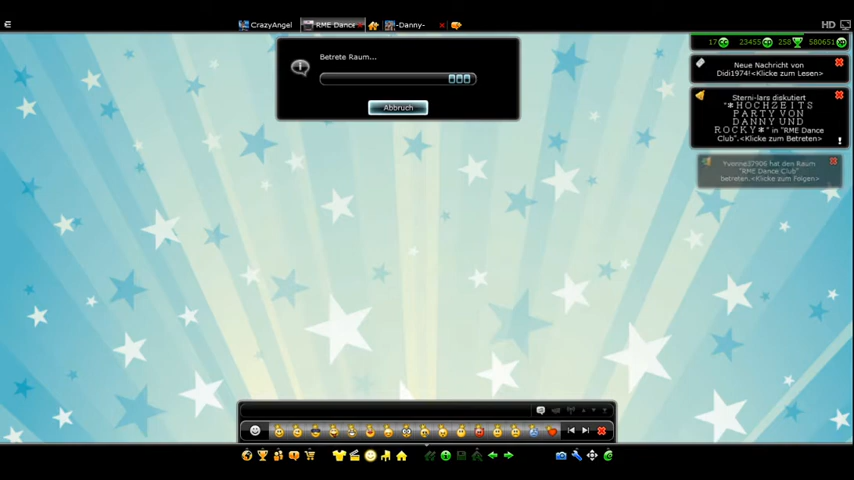 CrazyAngel
RME Dance
-Danny-
HD
Betrete Raum...
Abbruch
17
23455
258
580651
Neue Nachricht von
Didi1974!<Klicke zum Lesen>
Sterni-lars diskutiert
"*HOCHZEITS
PARTY VON
DANNY UND
ROCKY*" in "RME Dance
Club".<Klicke zum Betreten>
Yvonne37906 hat den Raum
"RME Dance Club"
betreten.<Klicke zum Folgen>